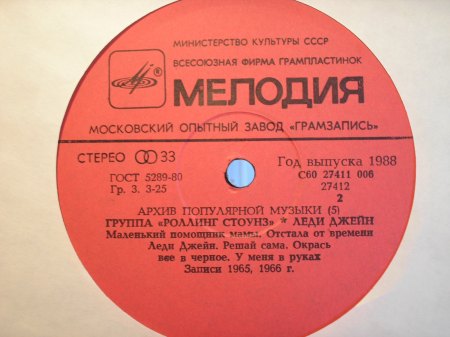 МИНИСТЕРСТВО КУЛЬТУРЫ СССР
ВСЕСОЮЗНАЯ ФИРМА ГРАМПЛАСТИНОК
®
МЕЛОДИЯ
МОСКОВСКИЙ ОПЫТНЫЙ ЗАВОД «ГРАМЗАПИСЬ»
СТЕРЕО 33 Год выпуска 1988
ГОСТ 5289-80 С60 27411 006
Гр. 3. 3-25 27412
2
АРХИВ ПОПУЛЯРНОЙ МУЗЫКИ (5)
ГРУППА «РОЛЛИНГ СТОУНЗ» * ЛЕДИ ДЖЕЙН
Маленький помощник мамы. Отстала от времени
Леди Джейн. Решай сама. Окрась
все в черное. У меня в руках
Записи 1965, 1966 г.